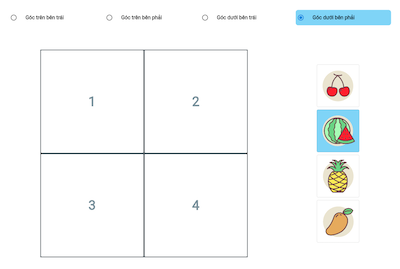 Góc trên bên trái
Góc trên bên phải
Góc dưới bên trái
Góc dưới bên phải
1
2
3
4